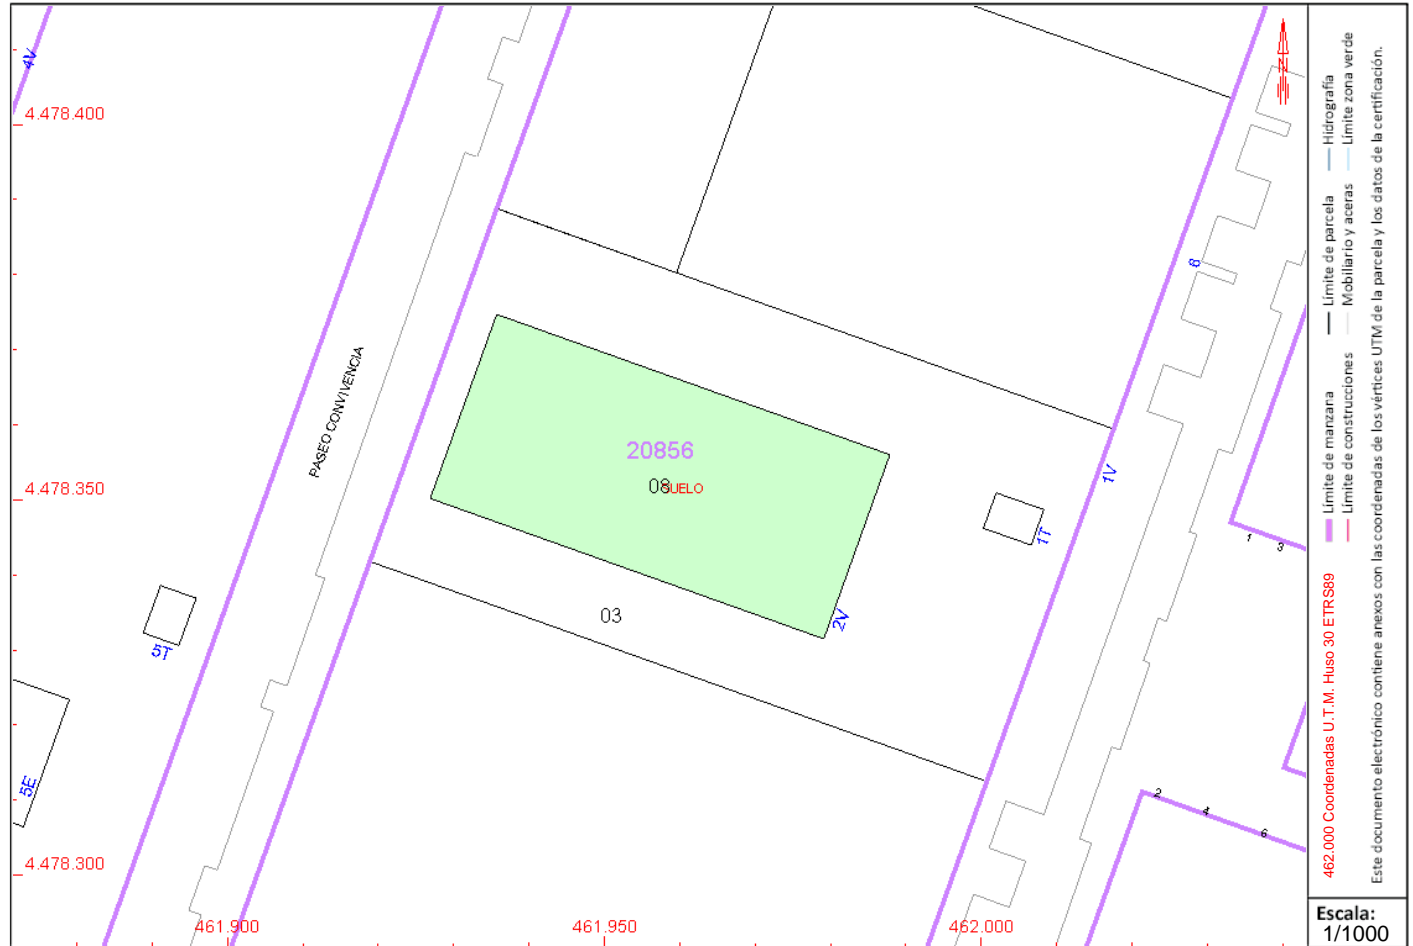 4V
4.478.400
8
PASEO CONVIVENCIA
20856
1V
4.478.350
08
SUELO
1T
1
3
03
2V
5T
5E
2
4
6
4.478.300
461.900
461.950
462.000
N
Límite de manzana
Límite de parcela
Hidrografía
Límite de construcciones
Mobiliario y aceras
Límite zona verde
462.000 Coordenadas U.T.M. Huso 30 ETRS89
Este documento electrónico contiene anexos con las coordenadas de los vértices UTM de la parcela y los datos de la certificación.
Escala:
1/1000